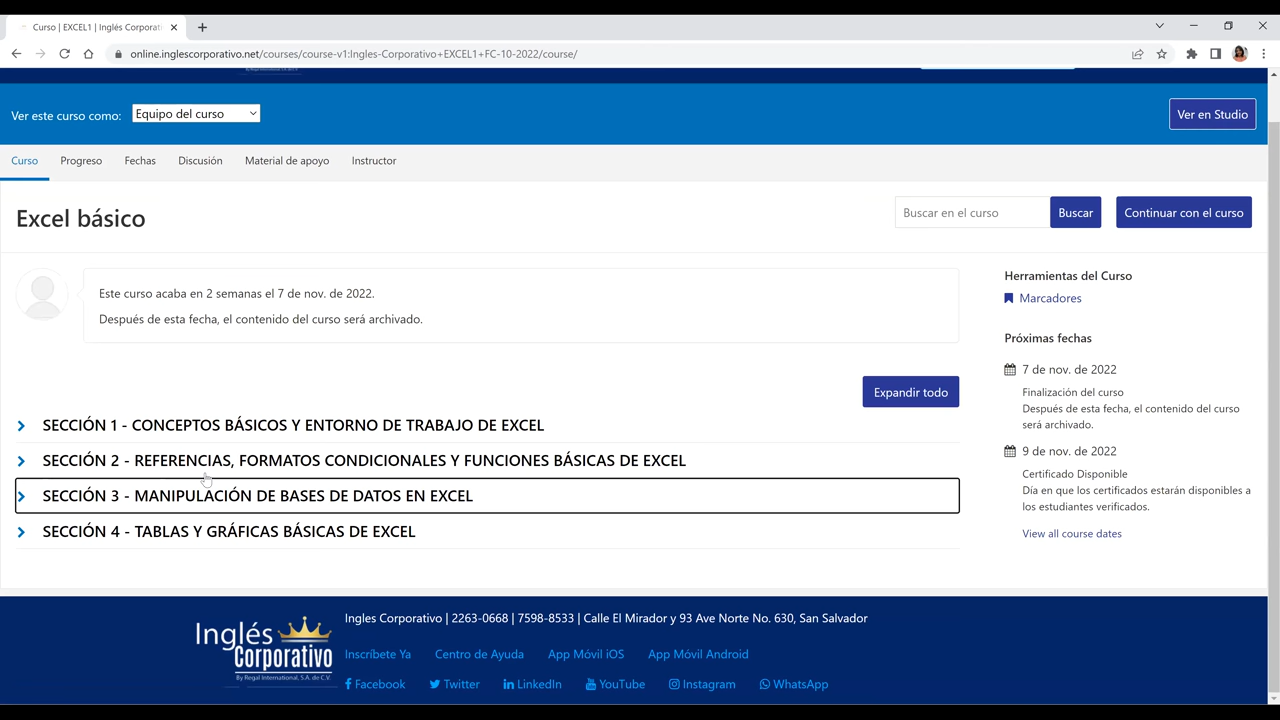 Curso | EXCEL1 | Inglés Corporati
online.inglescorporativo.net/courses/course-v1:Ingles-Corporativo+EXCEL1+FC-10-2022/course/
Ver este curso como:
Equipo del curso
Ver en Studio
Curso
Progreso
Fechas
Discusión
Material de apoyo
Instructor
Excel básico
Buscar en el curso
Buscar
Continuar con el curso
Este curso acaba en 2 semanas el 7 de nov. de 2022.
Después de esta fecha, el contenido del curso será archivado.
Expandir todo
SECCIÓN 1 - CONCEPTOS BÁSICOS Y ENTORNO DE TRABAJO DE EXCEL
SECCIÓN 2 - REFERENCIAS, FORMATOS CONDICIONALES Y FUNCIONES BÁSICAS DE EXCEL
SECCIÓN 3 - MANIPULACIÓN DE BASES DE DATOS EN EXCEL
SECCIÓN 4 - TABLAS Y GRÁFICAS BÁSICAS DE EXCEL
Herramientas del Curso
Marcadores
Próximas fechas
7 de nov. de 2022
Finalización del curso
Después de esta fecha, el contenido del curso
será archivado.
9 de nov. de 2022
Certificado Disponible
Día en que los certificados estarán disponibles a
los estudiantes verificados.
View all course dates
Inglés
Corporativo
By Regal International, S.A. de C.V.
Ingles Corporativo | 2263-0668 | 7598-8533 | Calle El Mirador y 93 Ave Norte No. 630, San Salvador
Inscríbete Ya
Centro de Ayuda
App Móvil iOS
App Móvil Android
Facebook
Twitter
LinkedIn
YouTube
Instagram
WhatsApp